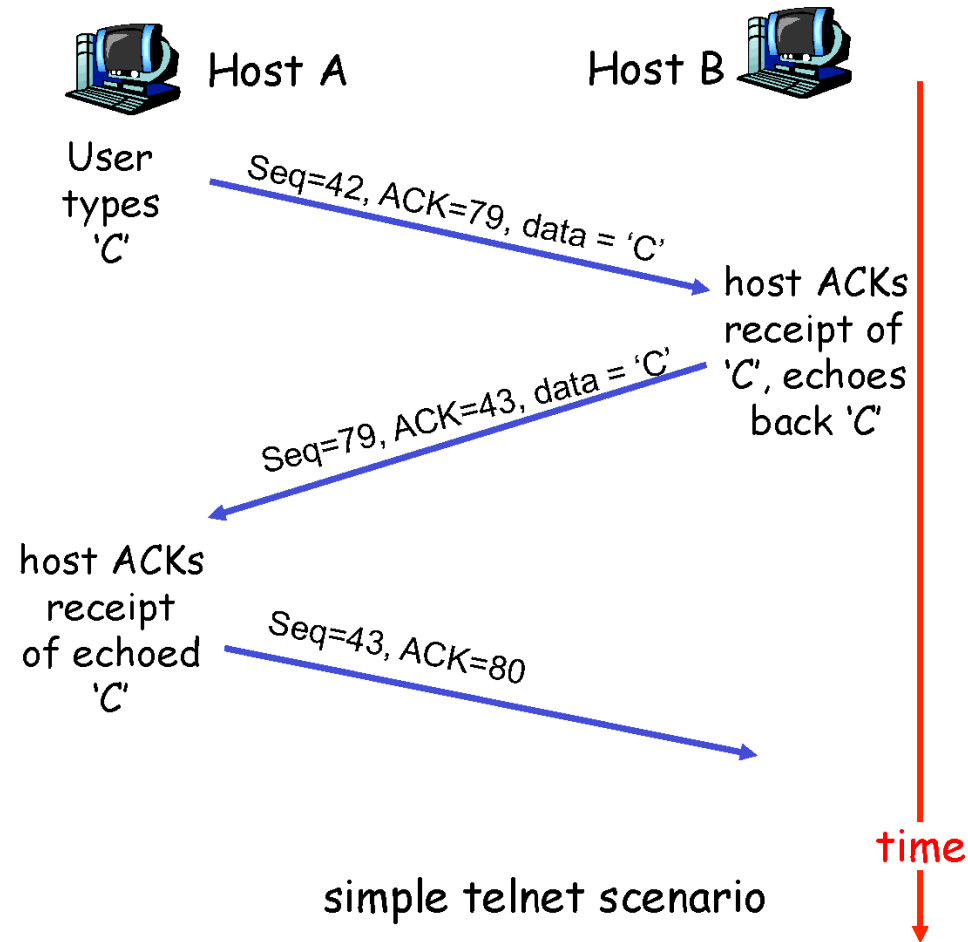 Host A
Host B
User
types
‘C’
Seq=42, ACK=79, data = ‘C’
host ACKs
receipt of
‘C’, echoes
back ‘C’
Seq=79, ACK=43, data = ‘C’
host ACKs
receipt
of echoed
‘C’
Seq=43, ACK=80
time
simple telnet scenario